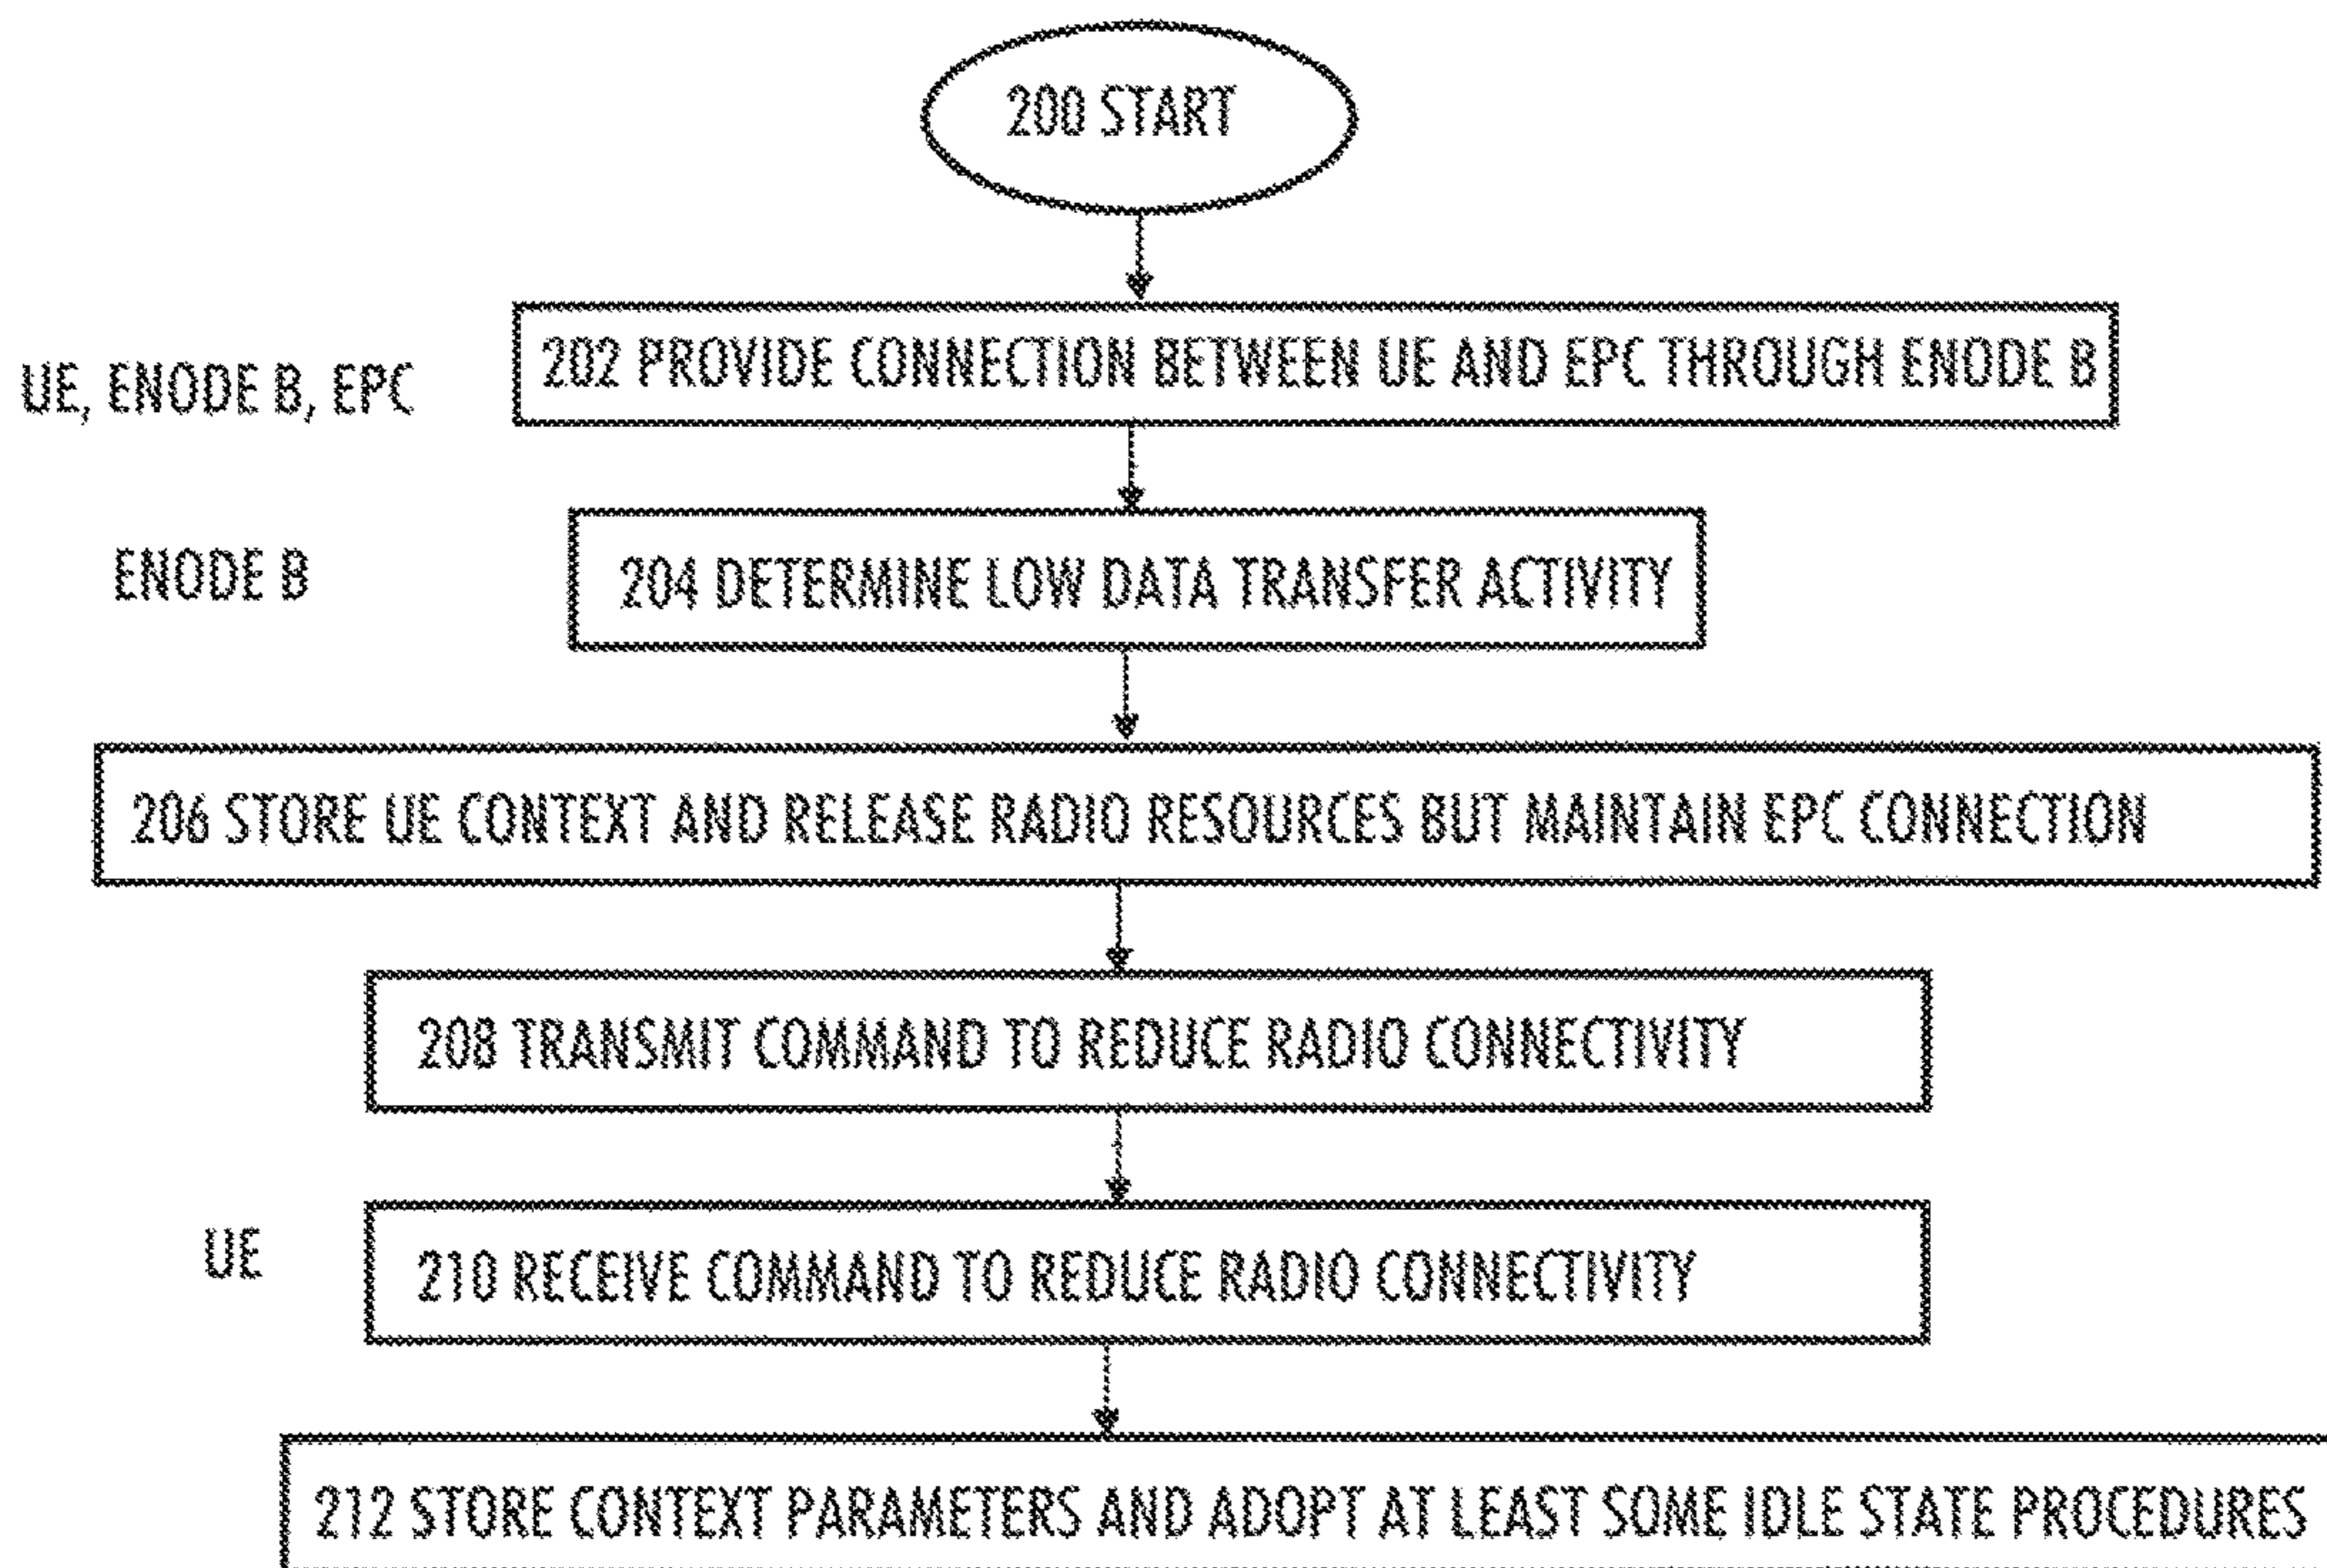 200 START
UE, ENODE B, EPC
202 PROVIDE CONNECTION BETWEEN UE AND EPC THROUGH ENODE B
ENODE B
204 DETERMINE LOW DATA TRANSFER ACTIVITY
206 STORE UE CONTEXT AND RELEASE RADIO RESOURCES BUT MAINTAIN EPC CONNECTION
208 TRANSMIT COMMAND TO REDUCE RADIO CONNECTIVITY
UE
210 RECEIVE COMMAND TO REDUCE RADIO CONNECTIVITY
212 STORE CONTEXT PARAMETERS AND ADOPT AT LEAST SOME IDLE STATE PROCEDURES